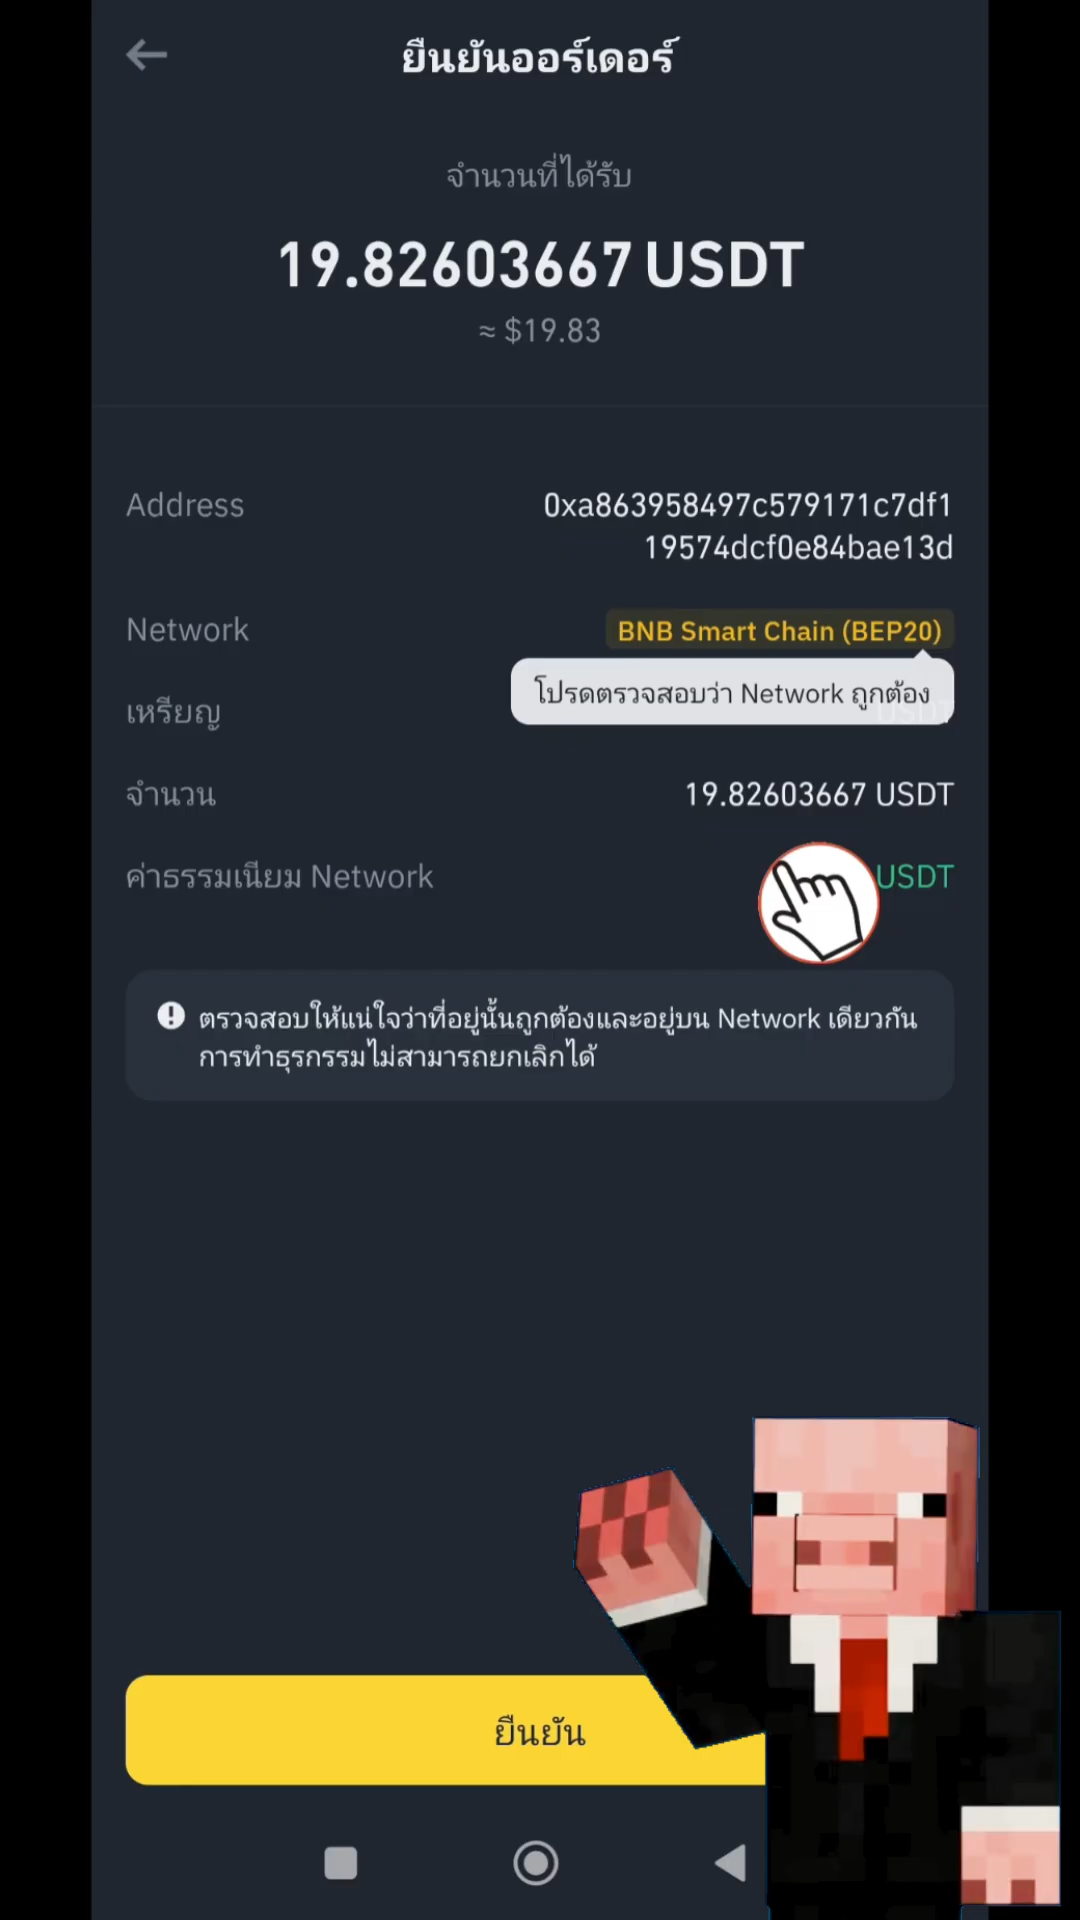 ยืนยันออร์เดอร์
จำนวนที่ได้รับ
19.82603667 USDT
≈ $19.83
Address
0xa863958497c579171c7df1
19574dcf0e84bae13d
Network
BNB Smart Chain (BEP20)
โปรดตรวจสอบว่า Network ถูกต้อง
เหรียญ
USDT
จำนวน
19.82603667 USDT
ค่าธรรมเนียม Network
USDT
ตรวจสอบให้แน่ใจว่าที่อยู่นั้นถูกต้องและอยู่บน Network เดียวกัน
การทำธุรกรรมไม่สามารถยกเลิกได้
ยืนยัน